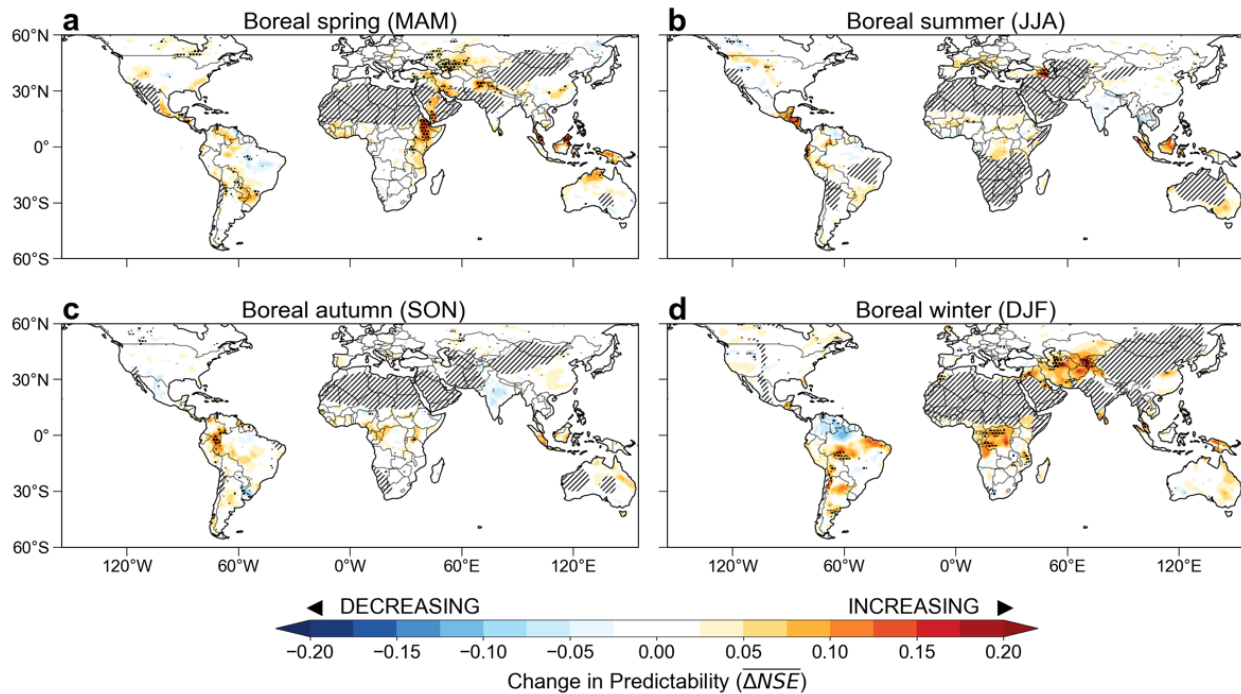 a Boreal spring (MAM)
b Boreal summer (JJA)
60°N
30°N
0°
30°S
60°S
c Boreal autumn (SON)
d Boreal winter (DJF)
60°N
30°N
0°
30°S
60°S
120°W 60°W 0°W 60°E 120°E
120°W 60°W 0°W 60°E 120°E
DECREASING INCREASING
−0.20 −0.15 −0.10 −0.05 0.00 0.05 0.10 0.15 0.20
Change in Predictability (ΔNSE)